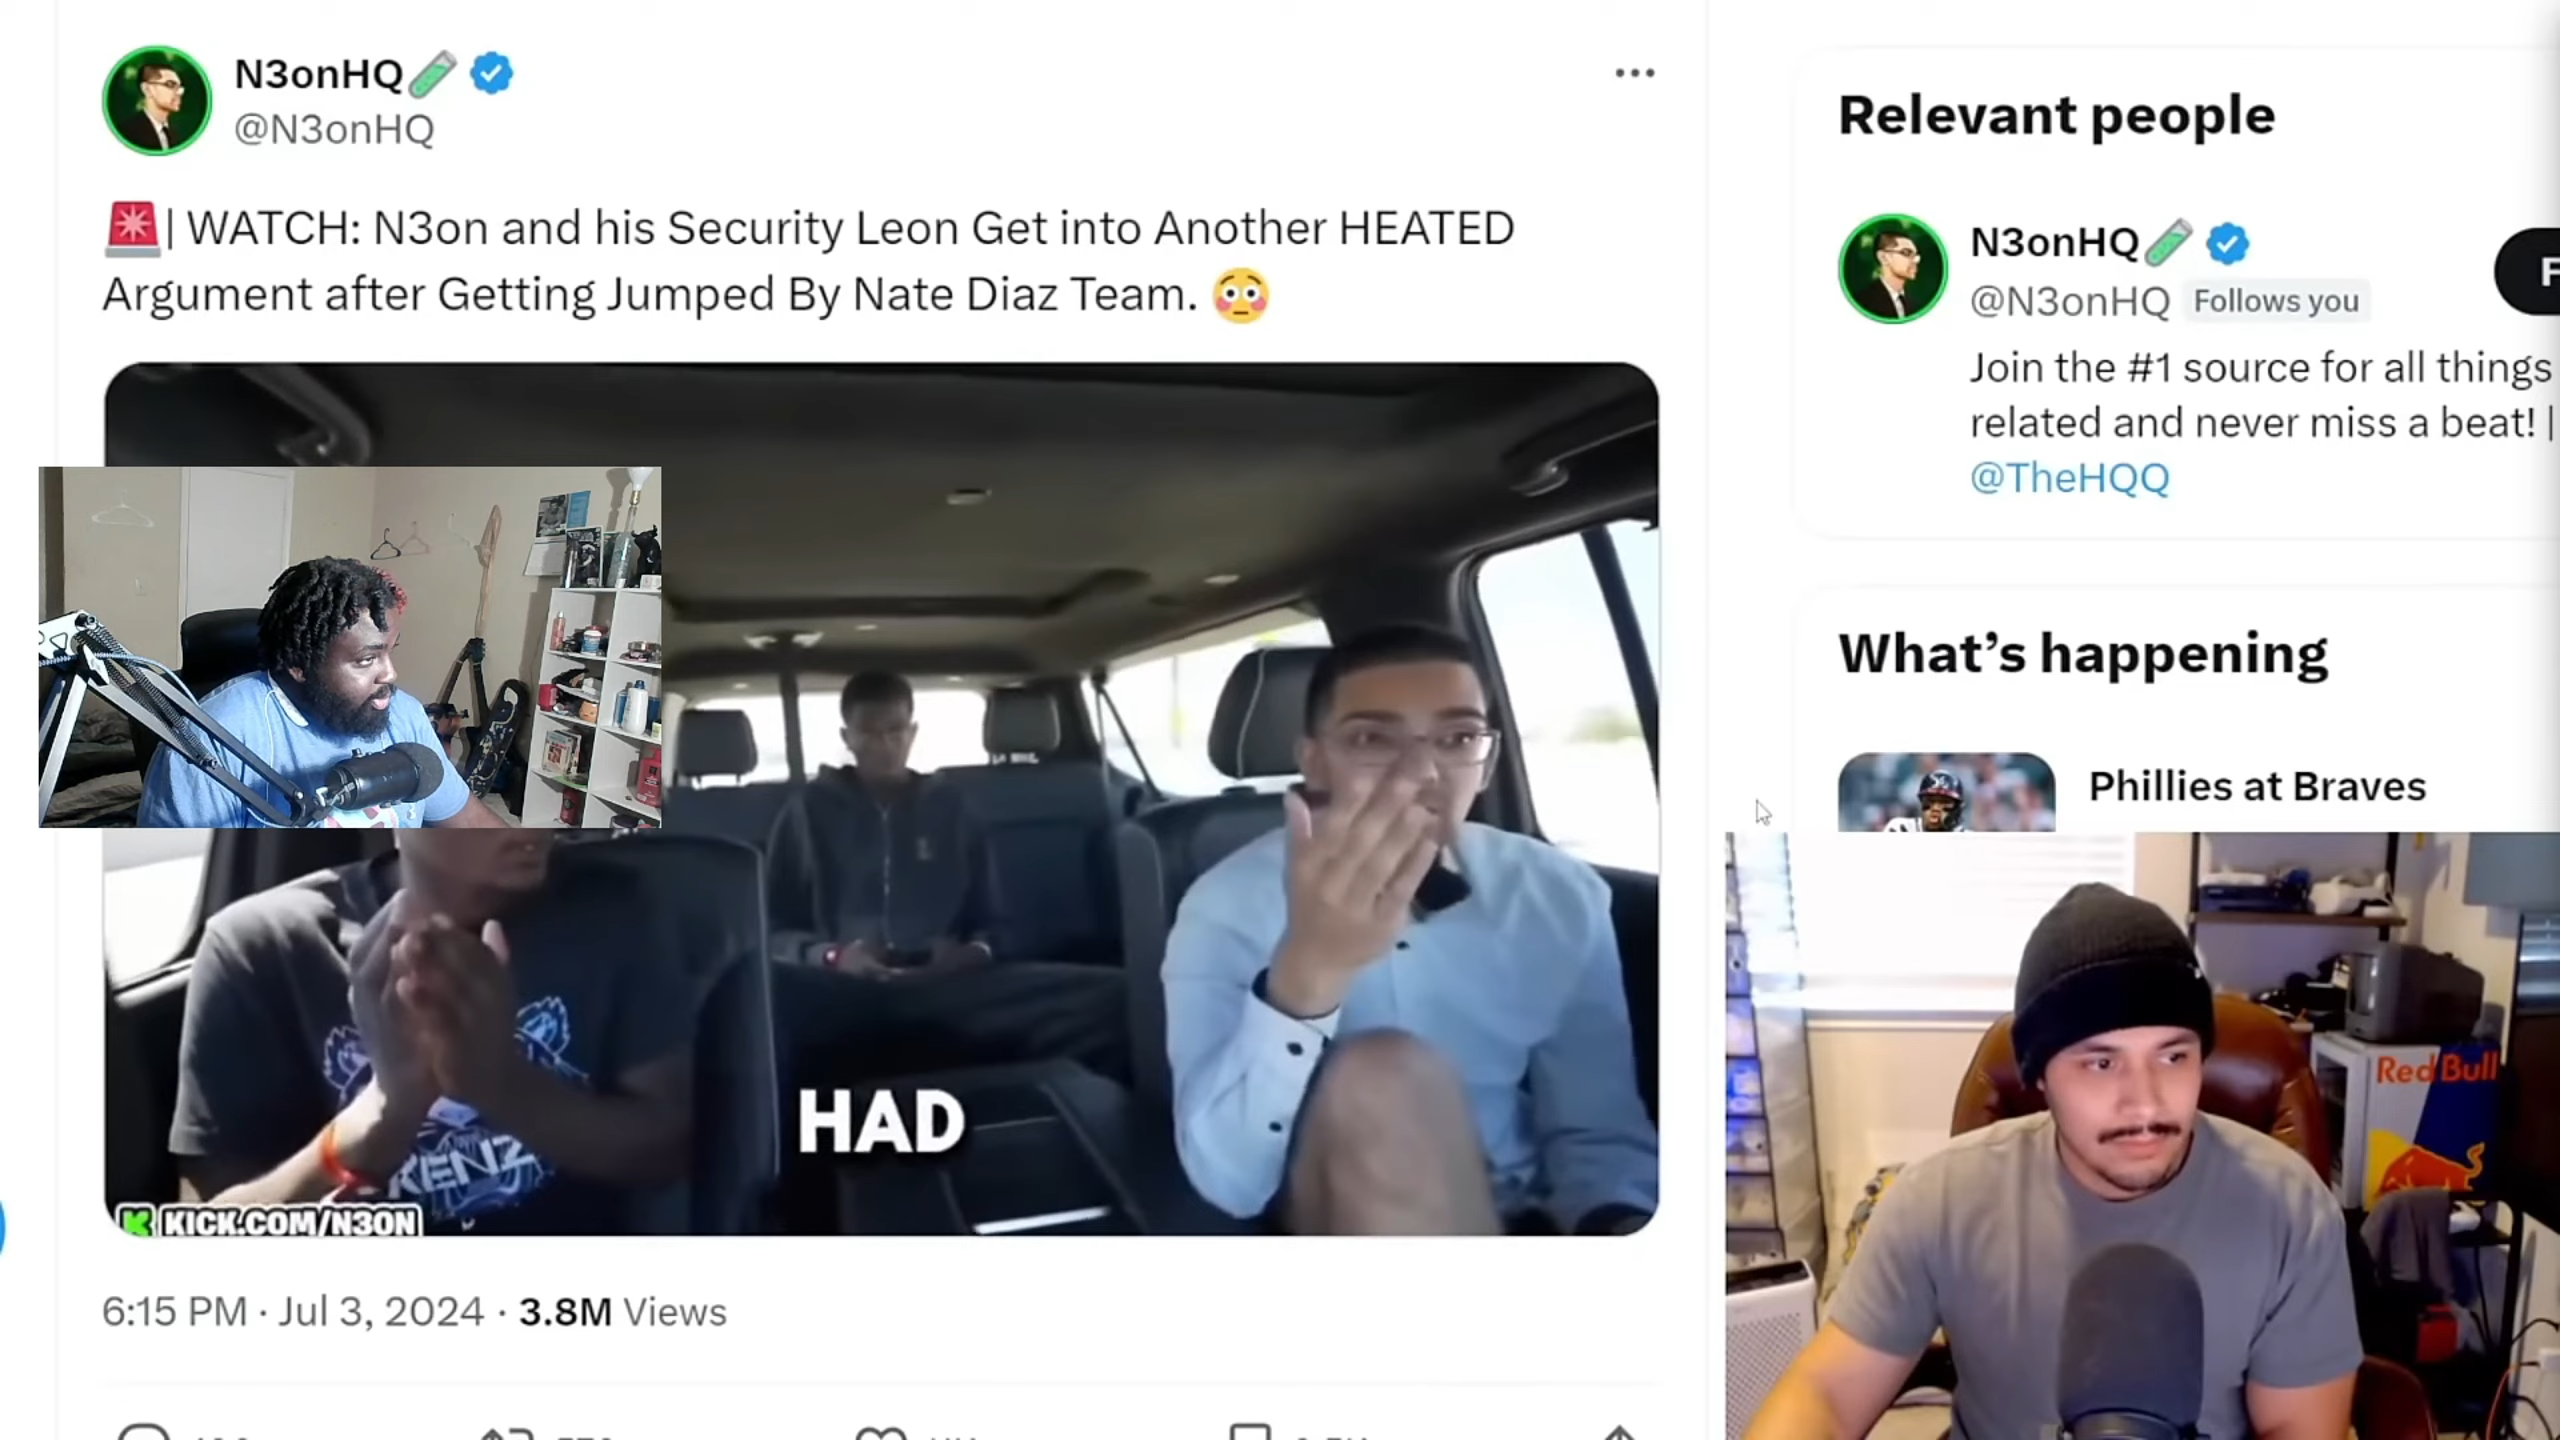 N3onHQ🧪
@N3onHQ
🚨| WATCH: N3on and his Security Leon Get into Another HEATED
Argument after Getting Jumped By Nate Diaz Team. 😳
HAD
KENZ
KICK.COM/N3ON
6:15 PM · Jul 3, 2024 · 3.8M Views
Relevant people
N3onHQ🧪
@N3onHQ Follows you
F
Join the #1 source for all things
related and never miss a beat! |
@TheHQQ
What’s happening
Phillies at Braves
Red Bull